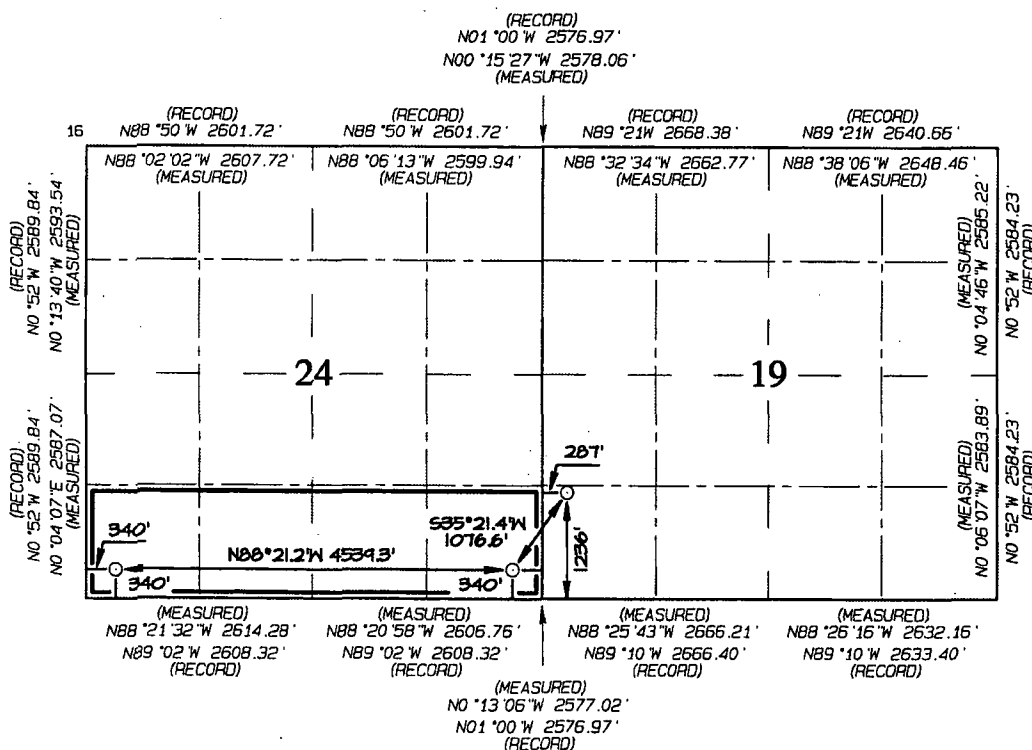 (RECORD)
N01 °00 'W 2576.97 '
N00 °15 '27 "W 2578.06 '
(MEASURED)
16
(RECORD)
N88 °50 'W 2601.72 '
(RECORD)
N88 °50 'W 2601.72 '
(RECORD)
N89 °21W 2668.38 '
(RECORD)
N89 °21W 2640.66 '
N88 °02 '02 "W 2607.72 '
(MEASURED)
N88 °06 '13 "W 2599.94 '
(MEASURED)
N88 °32 '34 "W 2662.77 '
(MEASURED)
N88 °38 '06 "W 2648.46 '
(MEASURED)
(RECORD)
N0 °52 'W 2589.84 '
N0 °13 '40 "W 2593.54 '
(MEASURED)
(MEASURED)
N0 °04 '46 "W 2585.22 '
N0 °52 'W 2584.23 '
(RECORD)
24
19
(RECORD)
N0 °52 'W 2589.84 '
N0 °04 '07 "E 2587.07 '
(MEASURED)
(MEASURED)
N0 °06 '07 "W 2583.89 '
N0 °52 'W 2584.23 '
(RECORD)
287'
S35°21.4'W
1076.6'
1236'
340'
N88°21.2'W 4539.3'
340'
340'
(MEASURED)
N88 °21 '32 "W 2614.28 '
N89 °02 'W 2608.32 '
(RECORD)
(MEASURED)
N88 °20 '58 "W 2606.76 '
N89 °02 'W 2608.32 '
(RECORD)
(MEASURED)
N88 °25 '43 "W 2666.21 '
N89 °10 'W 2666.40 '
(RECORD)
(MEASURED)
N88 °26 '16 "W 2632.16 '
N89 °10 'W 2633.40 '
(RECORD)
(MEASURED)
N0 °13 '06 "W 2577.02 '
N01 °00 'W 2576.97 '
(RECORD)